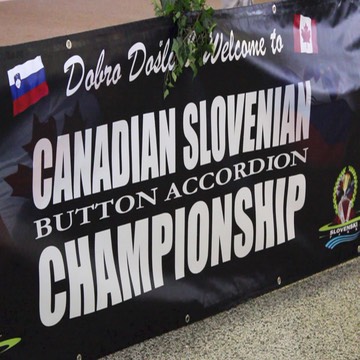 Dobro Došli Welcome to
CANADIAN SLOVENIAN
BUTTON ACCORDION
CHAMPIONSHIP